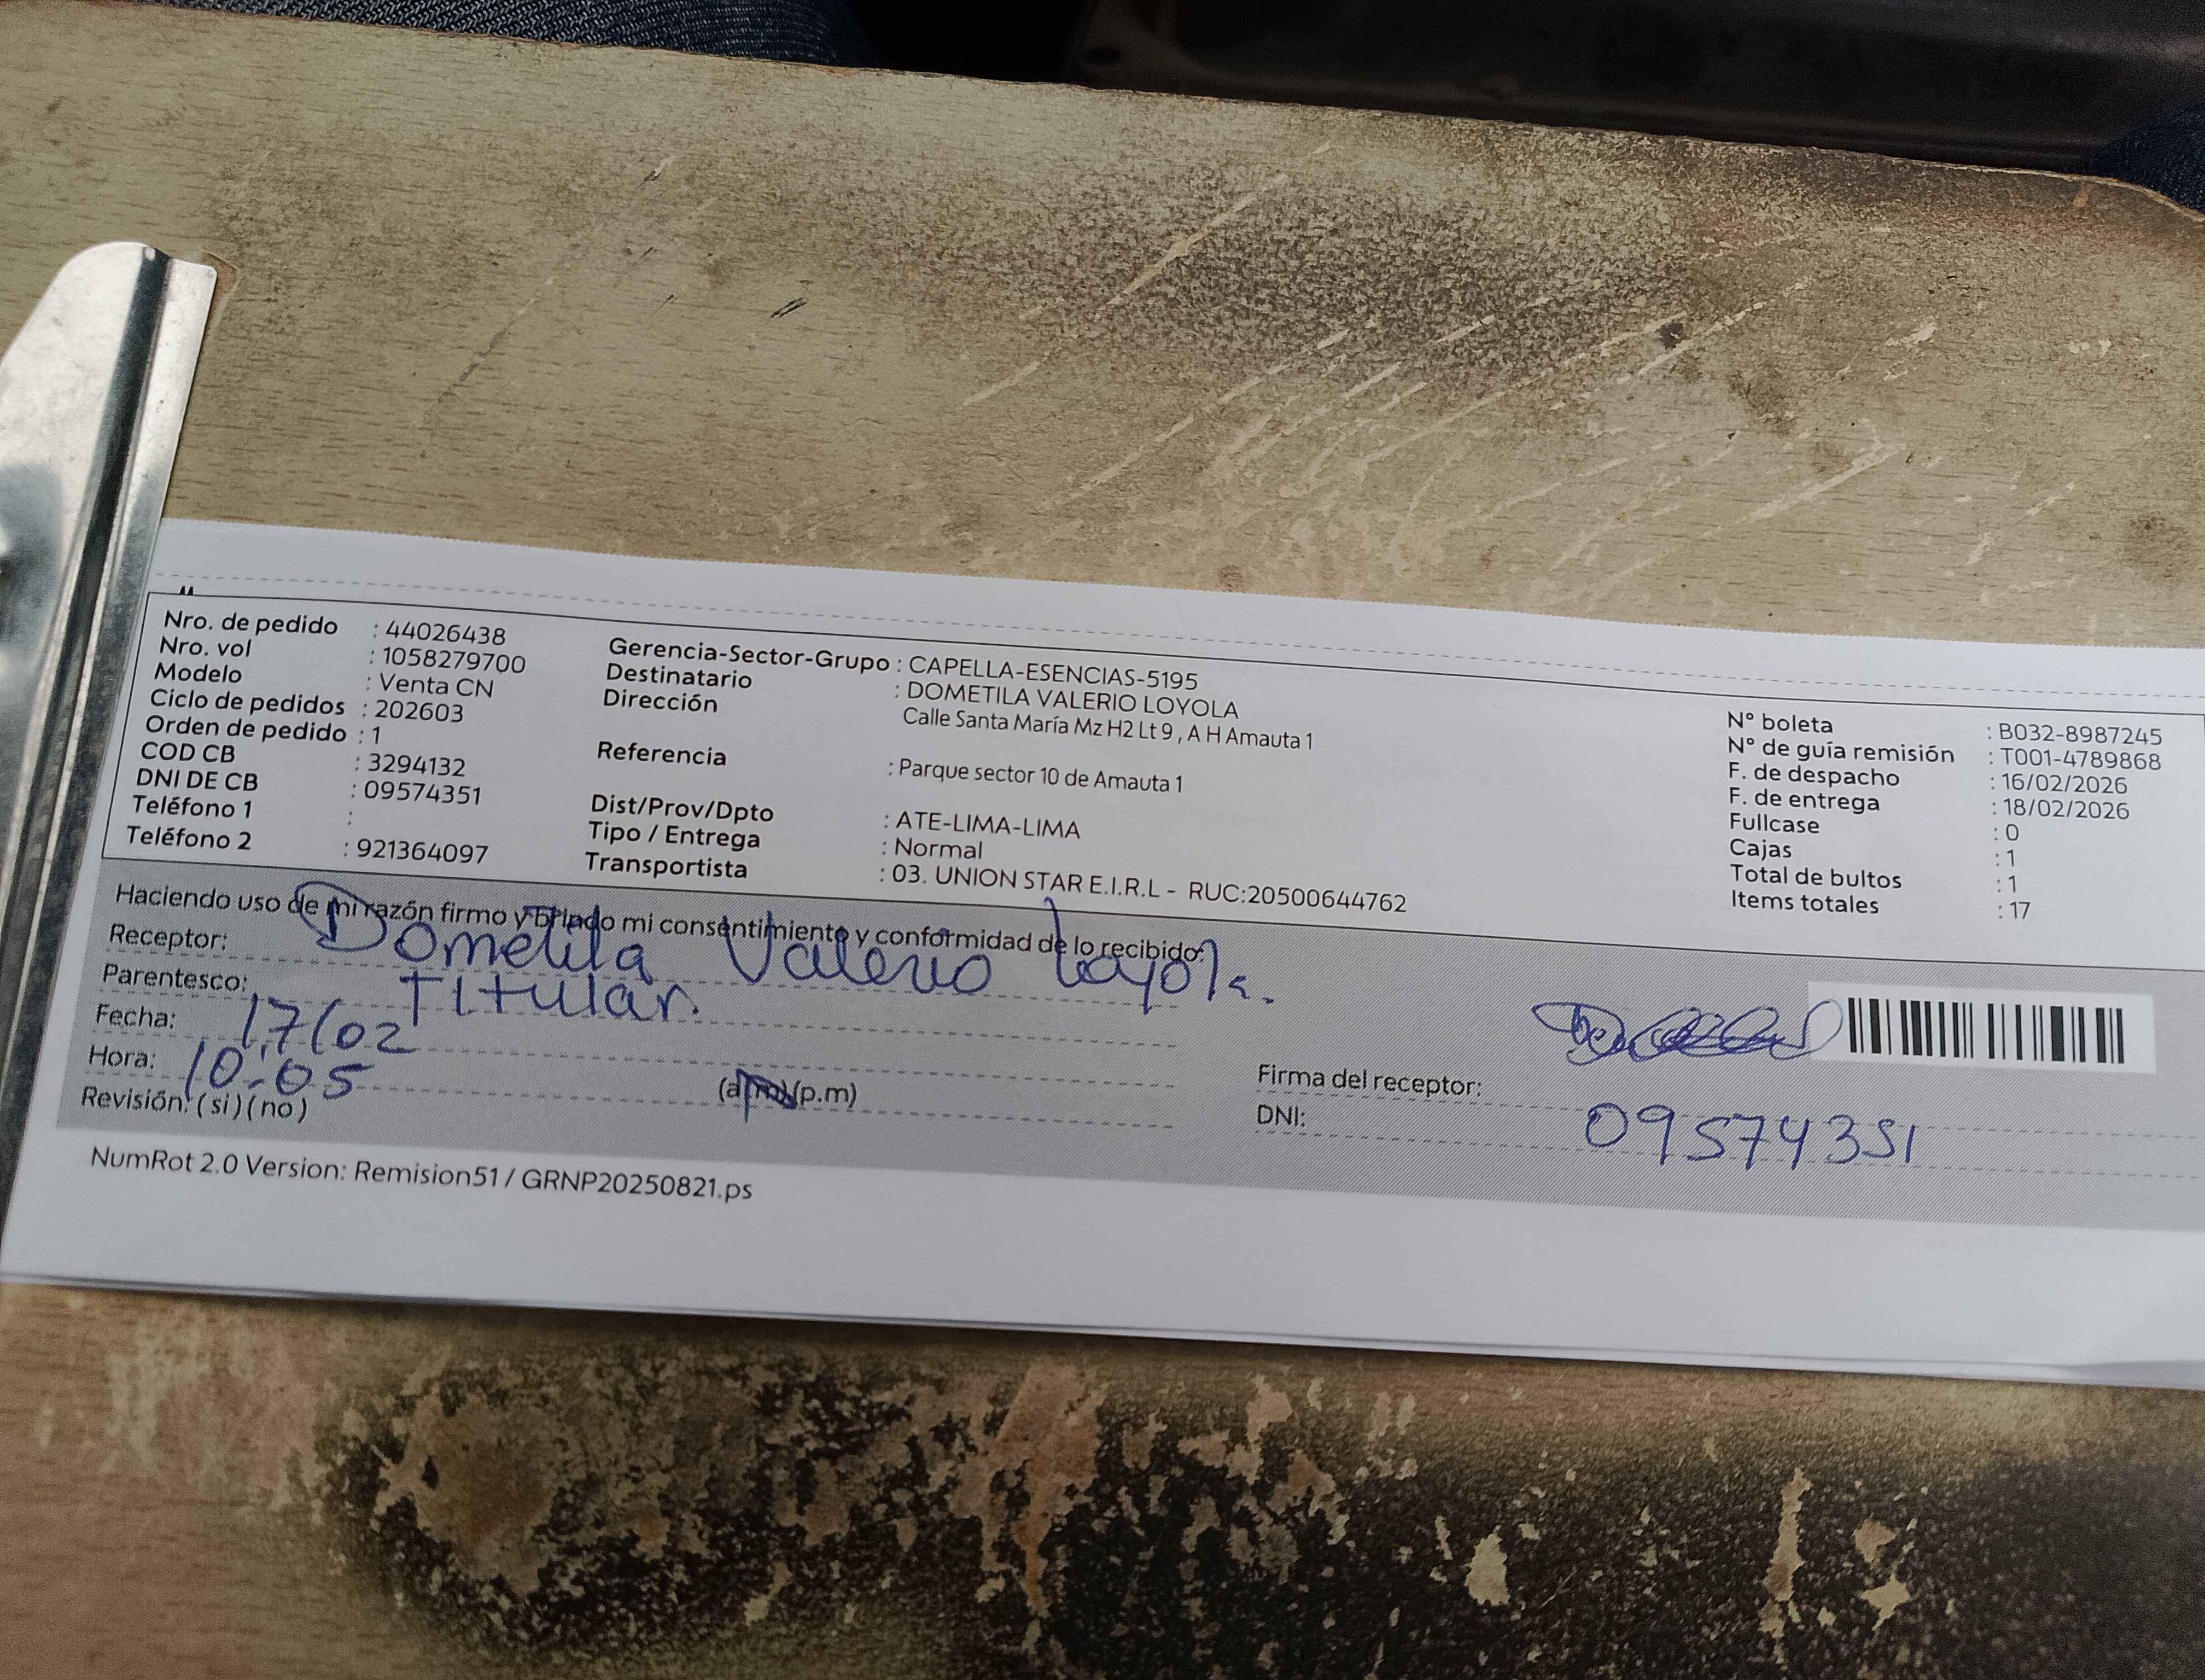 Nro. de pedido : 44026438
Nro. vol : 1058279700
Modelo : Venta CN
Ciclo de pedidos : 202603
Orden de pedido : 1
COD CB : 3294132
DNI DE CB : 09574351
Teléfono 1 :
Teléfono 2 : 921364097
Gerencia-Sector-Grupo : CAPELLA-ESENCIAS-5195
Destinatario : DOMETILA VALERIO LOYOLA
Dirección Calle Santa María Mz H2 Lt 9 , A H Amauta 1
Referencia : Parque sector 10 de Amauta 1
Dist/Prov/Dpto : ATE-LIMA-LIMA
Tipo / Entrega : Normal
Transportista : 03. UNION STAR E.I.R.L - RUC:20500644762
N° boleta : B032-8987245
N° de guía remisión : T001-4789868
F. de despacho : 16/02/2026
F. de entrega : 18/02/2026
Fullcase : 0
Cajas : 1
Total de bultos : 1
Items totales : 17
Haciendo uso de mi razón firmo y brindo mi consentimiento y conformidad de lo recibido:
Receptor: Dometila Valerio Loyola.
Parentesco: Titular.
Fecha: 17/02
Hora: 10:05 (a.m)(p.m)
Revisión: (si)(no)
Firma del receptor:
DNI: 09574351
NumRot 2.0 Version: Remision51 / GRNP20250821.ps